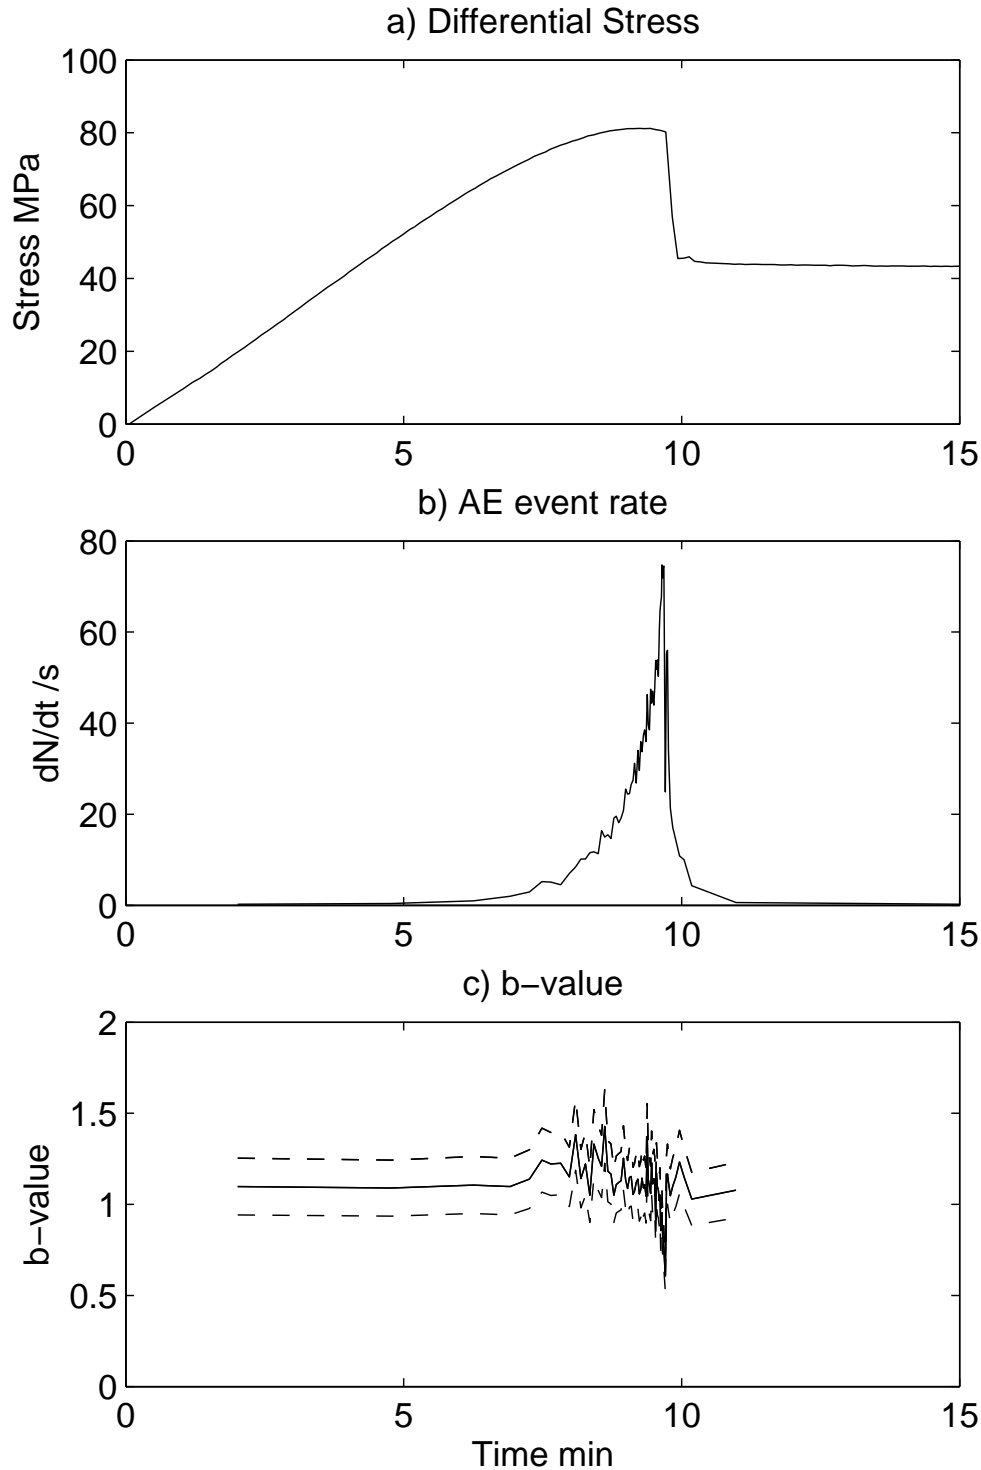 a) Differential Stress
100
80
60
40
20
0
Stress MPa
0 5 10 15
b) AE event rate
80
60
40
20
0
dN/dt /s
0 5 10 15
c) b−value
2
1.5
1
0.5
0
b−value
0 5 10 15
Time min